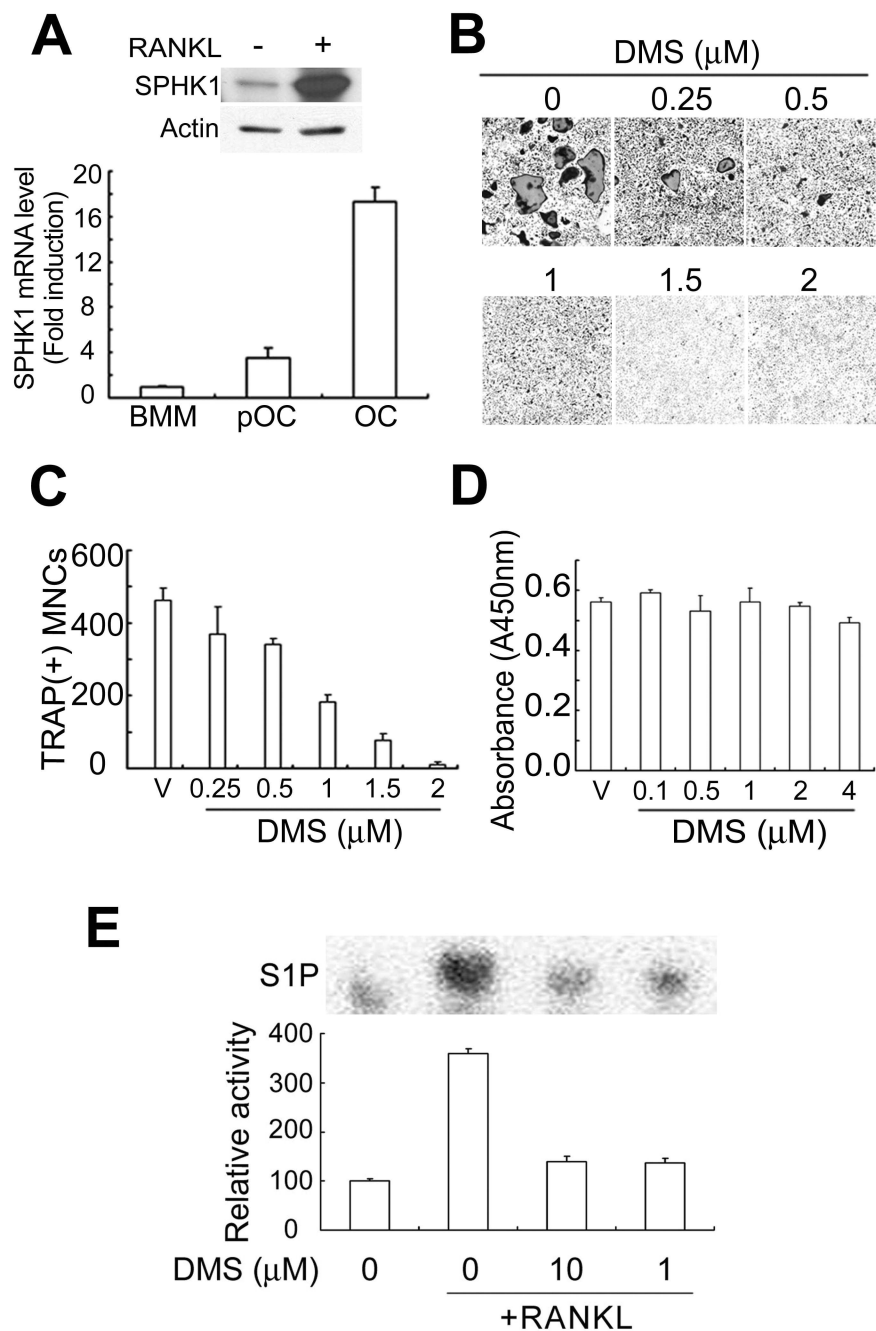 A
RANKL - +
SPHK1
Actin
SPHK1 mRNA level
(Fold induction)
20
16
12
8
4
0
BMM pOC OC
B
DMS (μM)
0 0.25 0.5
1 1.5 2
C
TRAP(+) MNCs
600
400
200
0
V 0.25 0.5 1 1.5 2
DMS (μM)
D
Absorbance (A450nm)
0.6
0.4
0.2
0.0
V 0.1 0.5 1 2 4
DMS (μM)
E
S1P
Relative activity
400
300
200
100
0
DMS (μM) 0 0 10 1
+RANKL